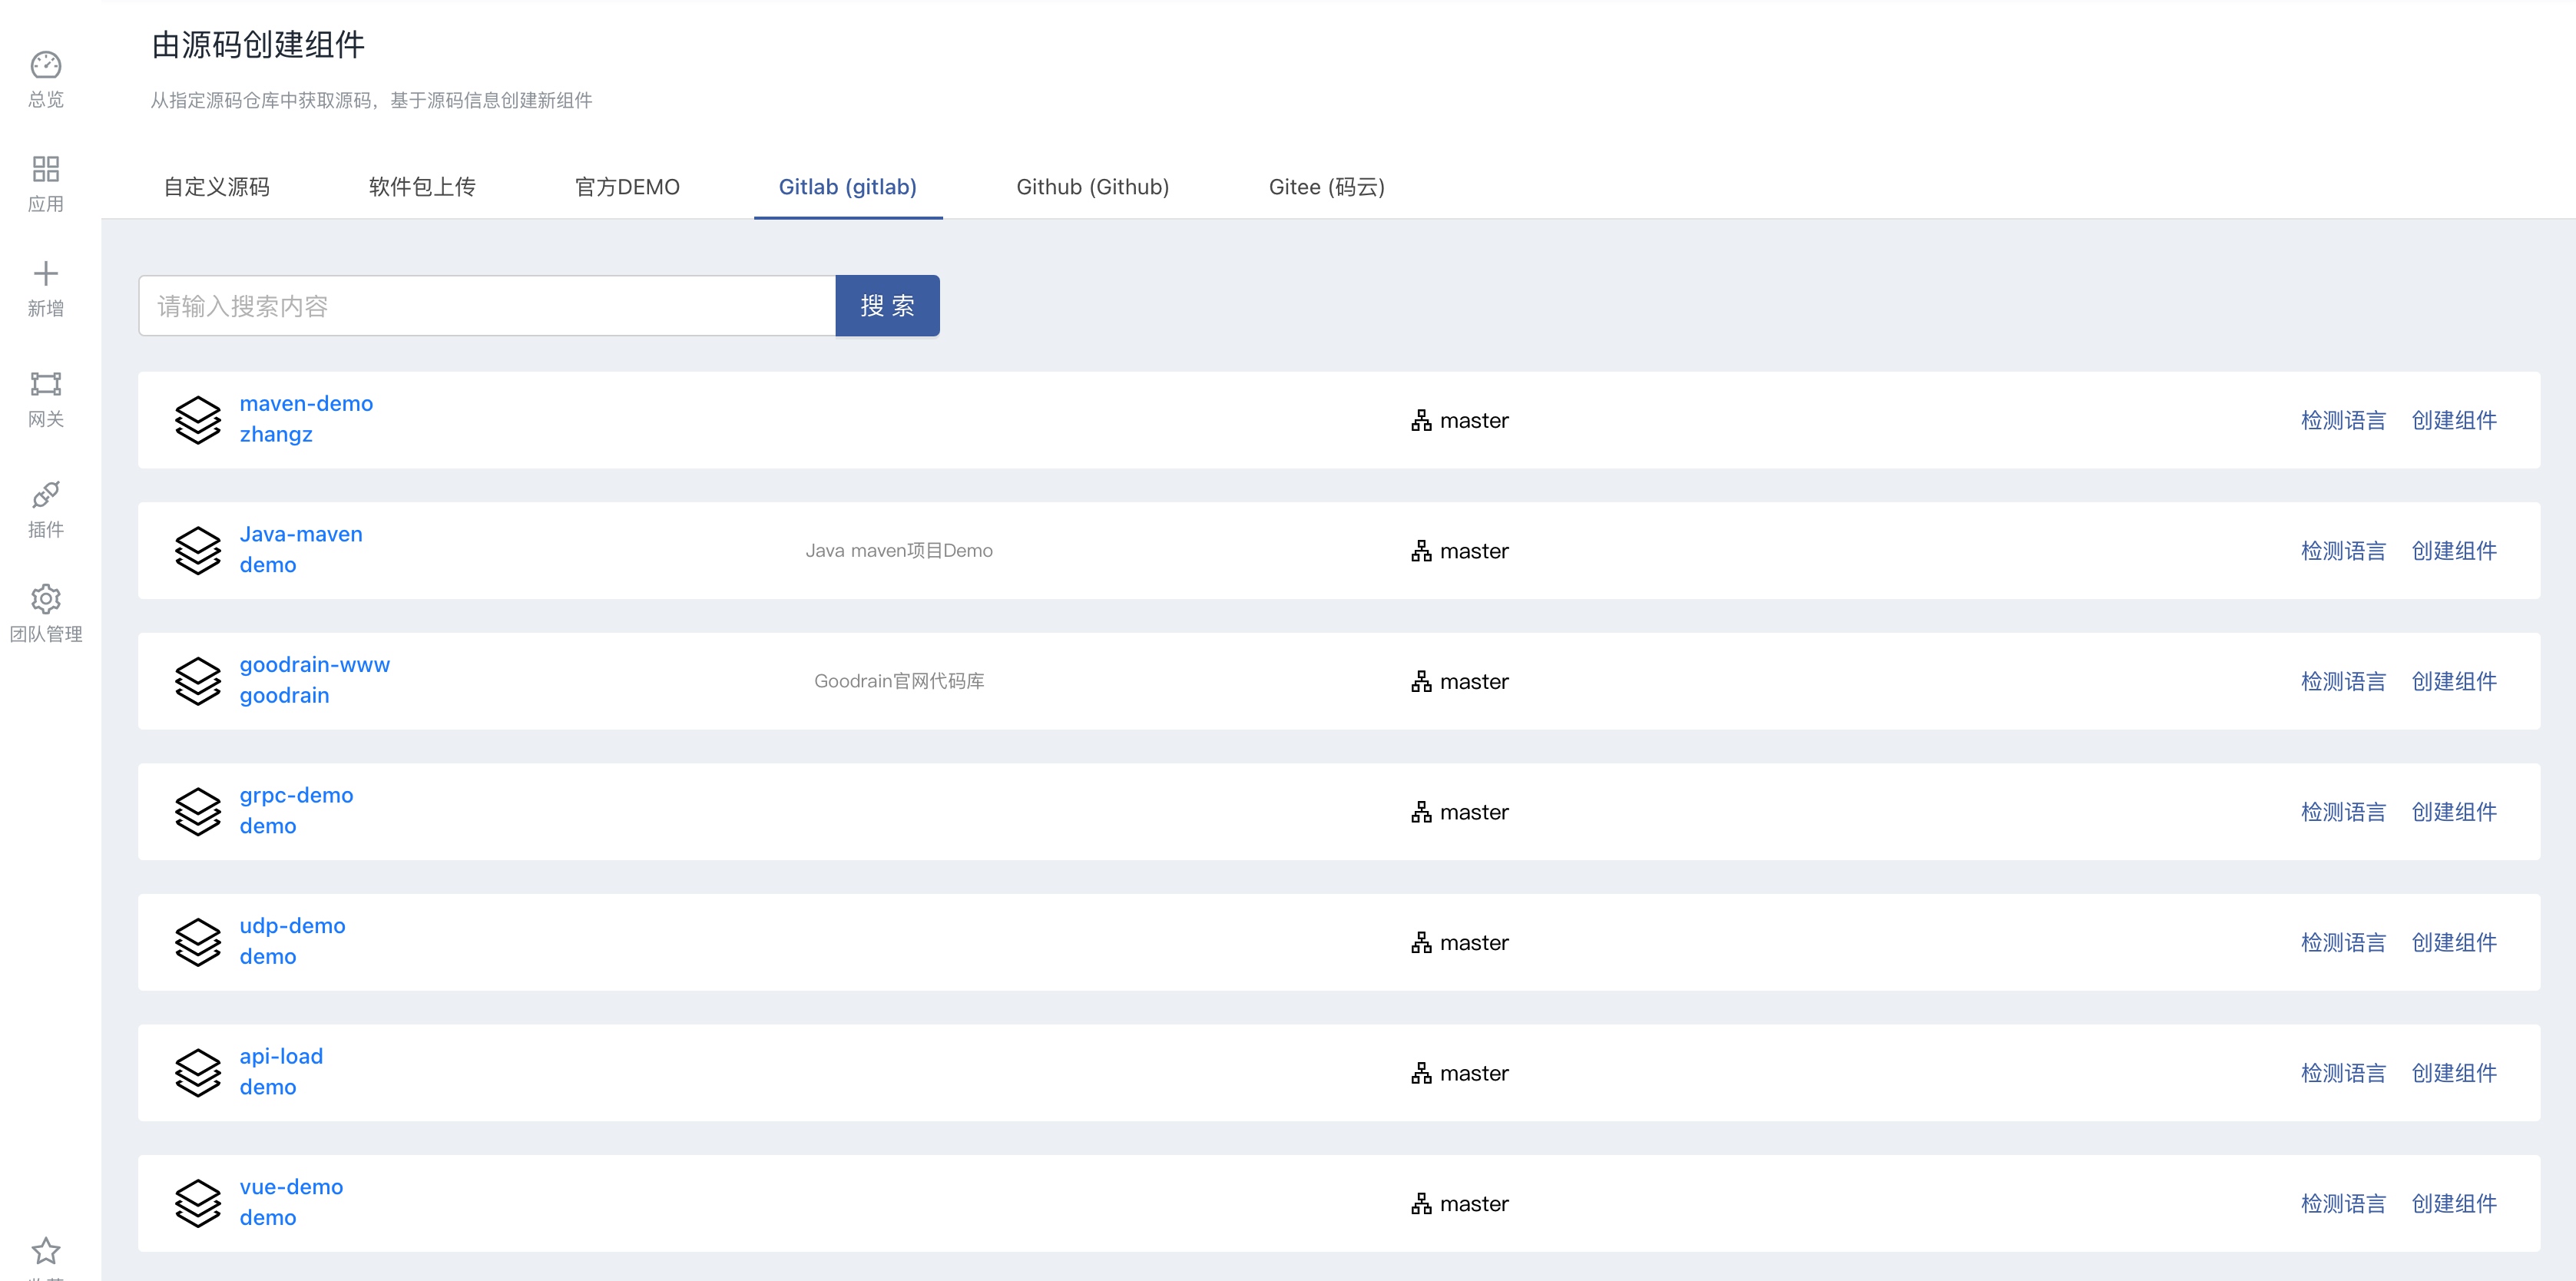 由源码创建组件
从指定源码仓库中获取源码，基于源码信息创建新组件
总览
应用
新增
网关
插件
团队管理
自定义源码
软件包上传
官方DEMO
Gitlab (gitlab)
Github (Github)
Gitee (码云)
请输入搜索内容
搜 索
maven-demo
zhangz
master
检测语言 创建组件
Java-maven
demo
Java maven项目Demo
master
检测语言 创建组件
goodrain-www
goodrain
Goodrain官网代码库
master
检测语言 创建组件
grpc-demo
demo
master
检测语言 创建组件
udp-demo
demo
master
检测语言 创建组件
api-load
demo
master
检测语言 创建组件
vue-demo
demo
master
检测语言 创建组件